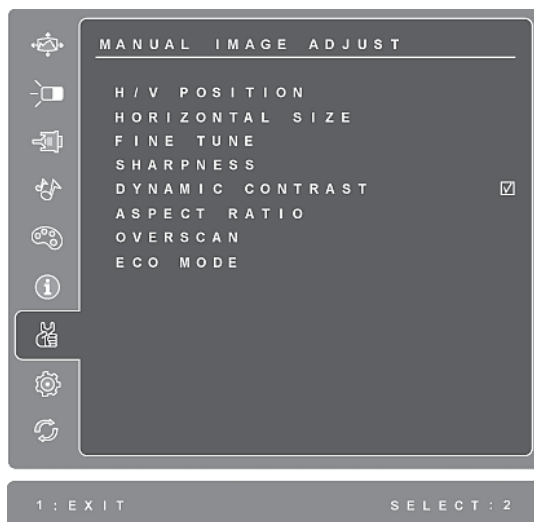 MANUAL IMAGE ADJUST
H/V POSITION
HORIZONTAL SIZE
FINE TUNE
SHARPNESS
DYNAMIC CONTRAST
ASPECT RATIO
OVERSCAN
ECO MODE
1:EXIT SELECT:2